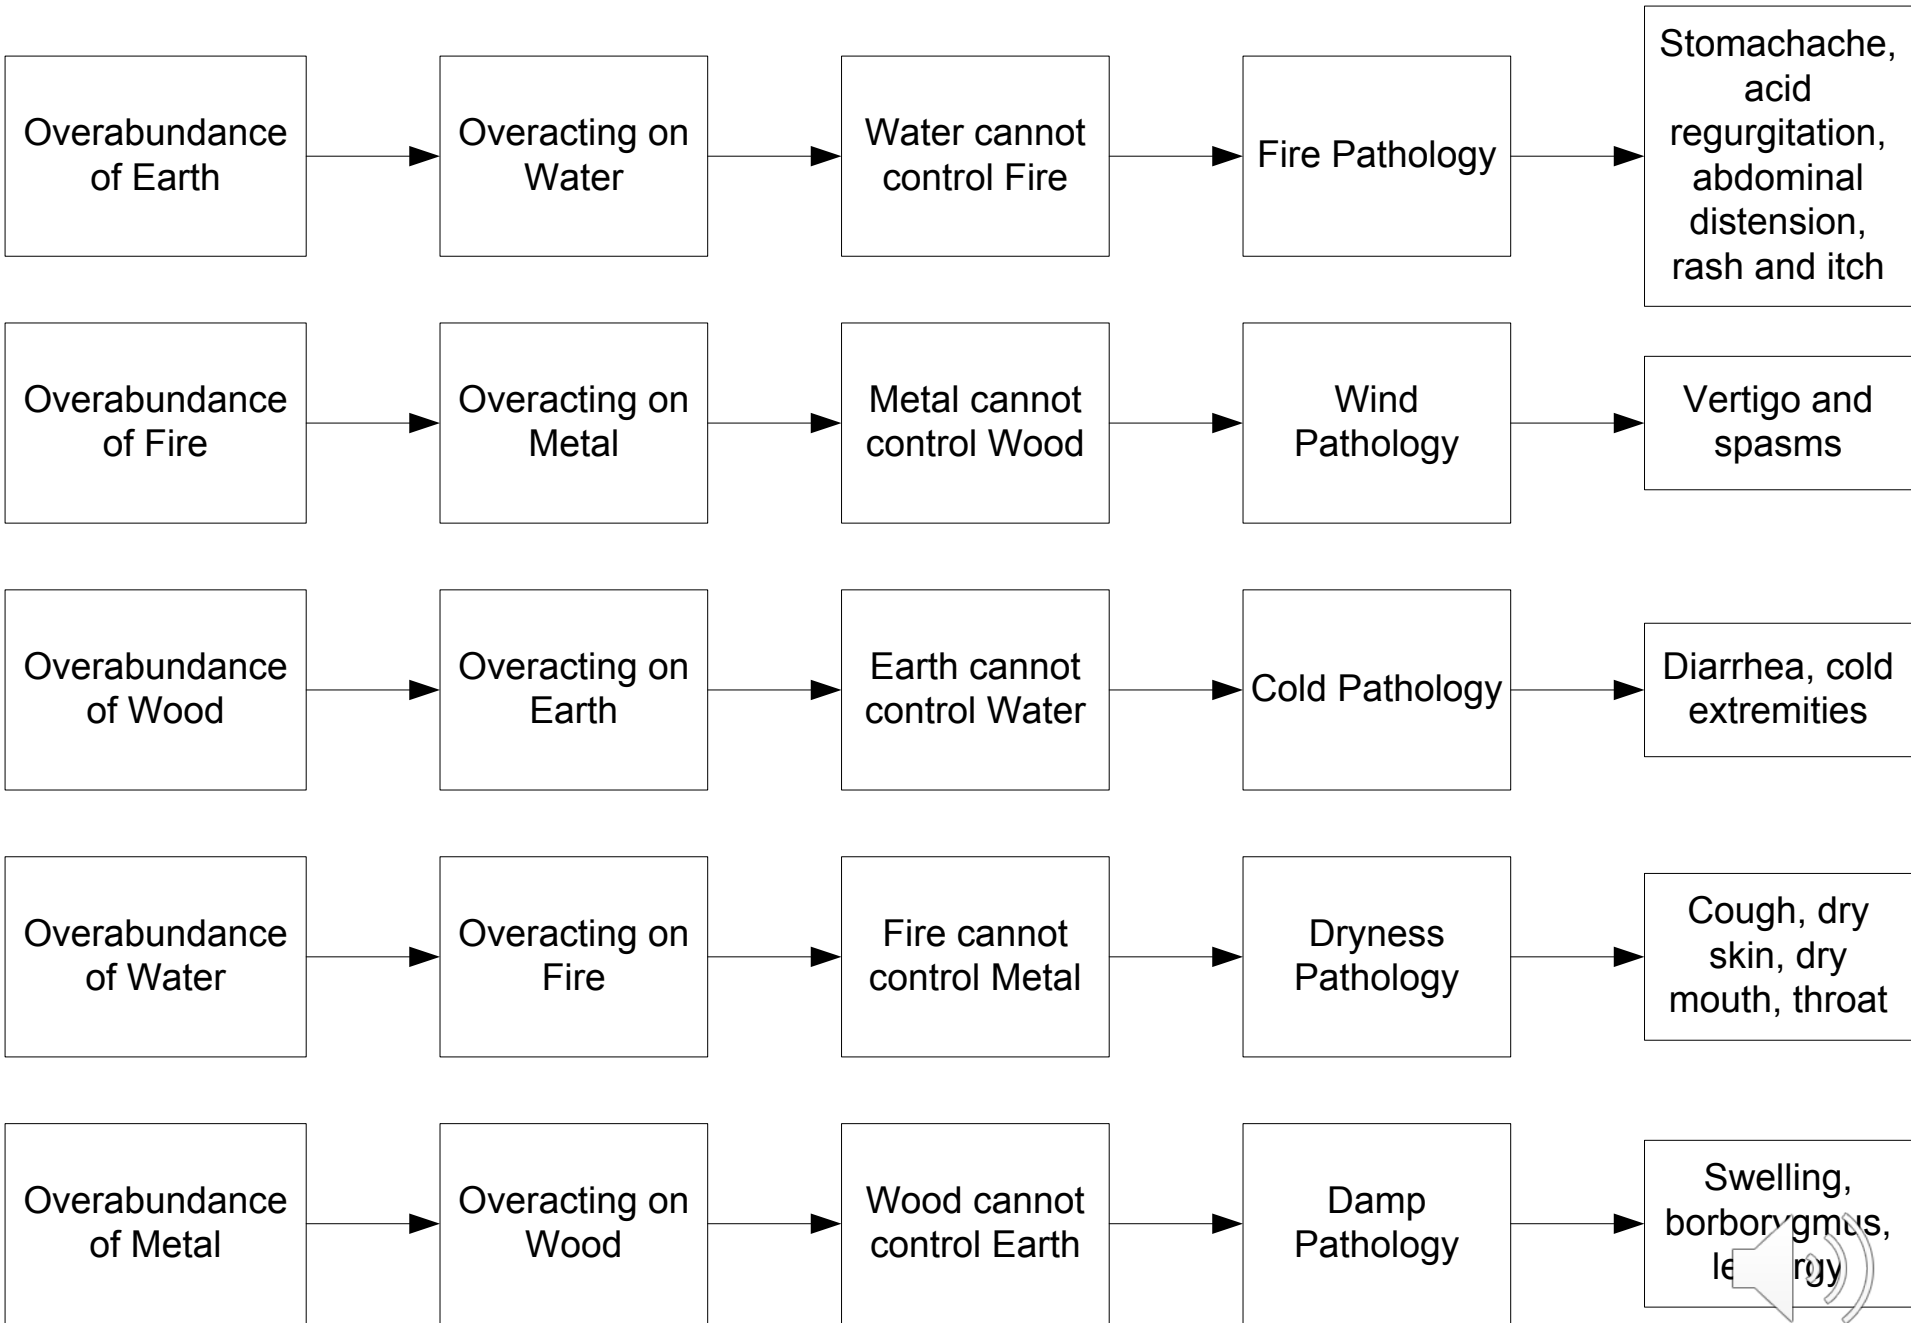 Overabundance
of Earth
Overacting on
Water
Water cannot
control Fire
Fire Pathology
Stomachache,
acid
regurgitation,
abdominal
distension,
rash and itch
Overabundance
of Fire
Overacting on
Metal
Metal cannot
control Wood
Wind
Pathology
Vertigo and
spasms
Overabundance
of Wood
Overacting on
Earth
Earth cannot
control Water
Cold Pathology
Diarrhea, cold
extremities
Overabundance
of Water
Overacting on
Fire
Fire cannot
control Metal
Dryness
Pathology
Cough, dry
skin, dry
mouth, throat
Overabundance
of Metal
Overacting on
Wood
Wood cannot
control Earth
Damp
Pathology
Swelling,
borborygmus,